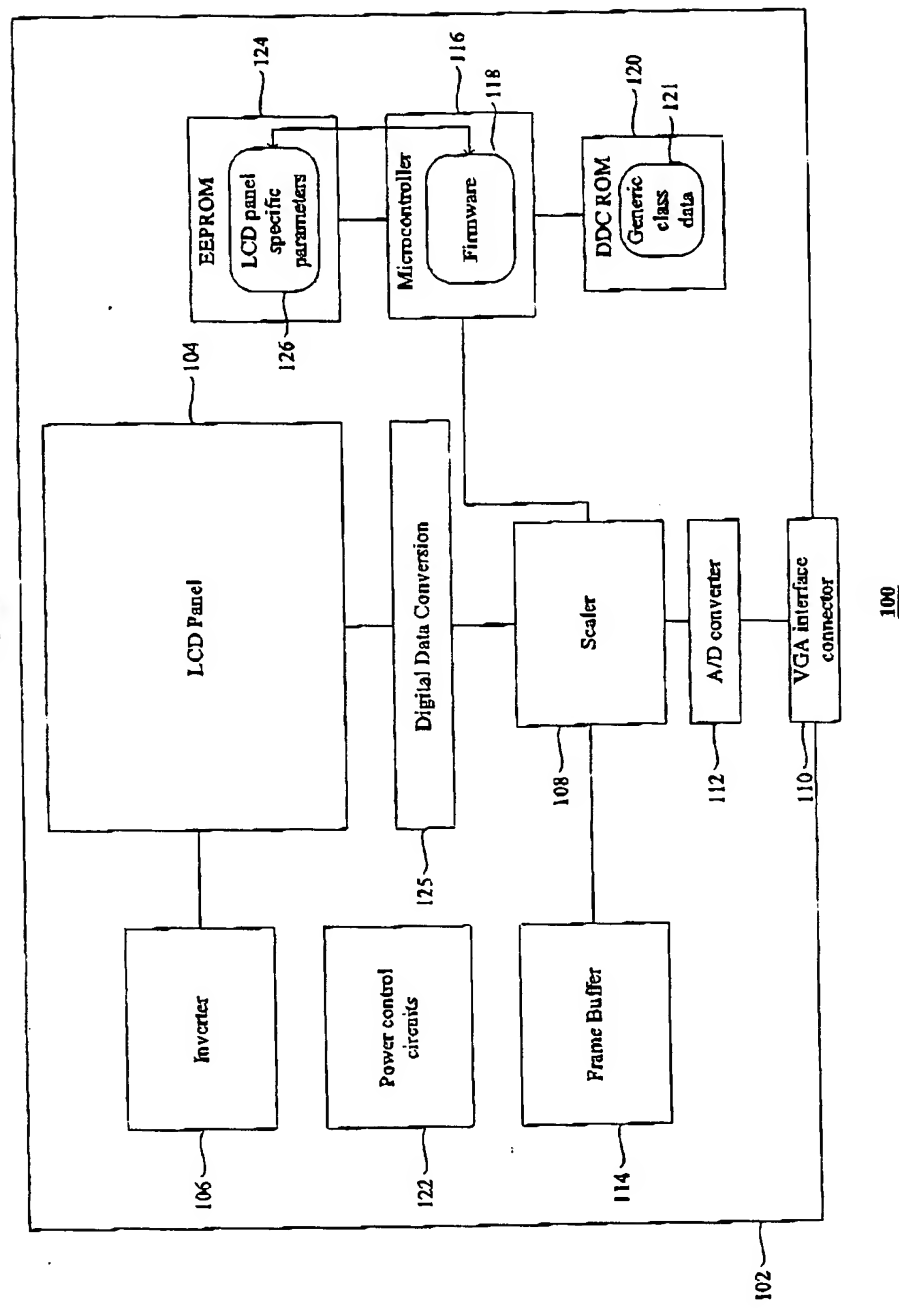 124
EEPROM
LCD panel
specific
parameters
126
116
Microcontroller
118
Firmware
120
DDC ROM
121
Generic
class
data
104
LCD Panel
Digital Data Conversion
125
Scaler
108
A/D converter
112
VGA interface
connector
110
Inverter
106
Power control
circuits
122
Frame Buffer
114
102
100